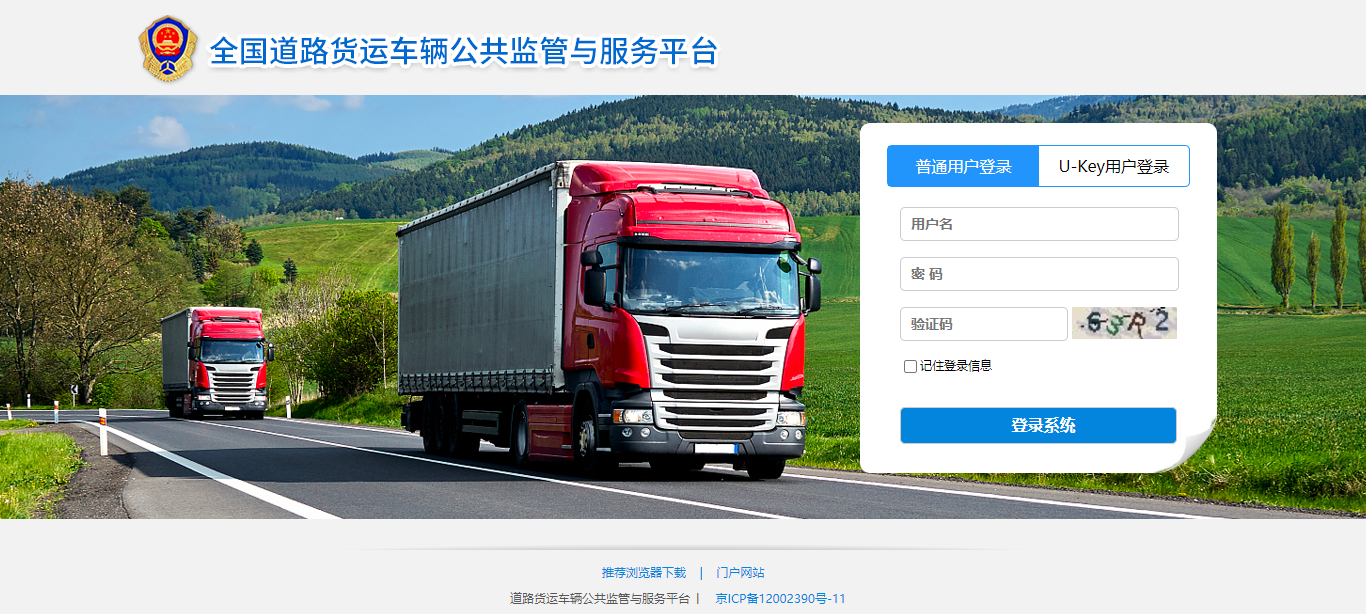 全国道路货运车辆公共监管与服务平台
普通用户登录 U-Key用户登录
用户名
密 码
验证码 G3R2
记住登录信息
登录系统
推荐浏览器下载 | 门户网站
道路货运车辆公共监管与服务平台 | 京ICP备12002390号-11